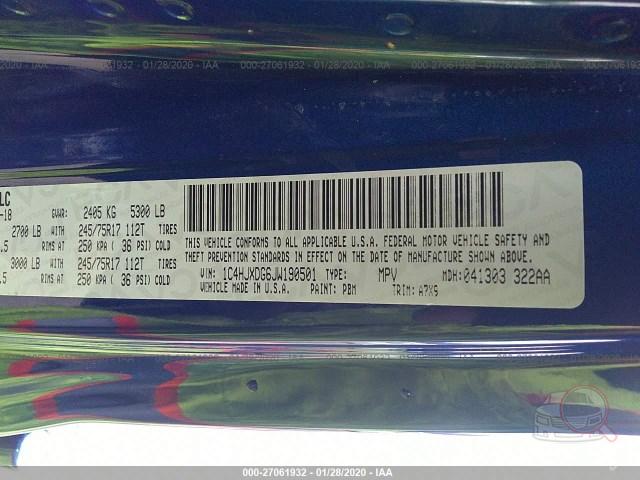 000-27061932 · 01/28/2020 · IAA
LC
-18 GVWR: 2405 KG 5300 LB
2700 LB WITH 245/75R17 112T TIRES
.5 RIMS AT 250 KPA ( 36 PSI) COLD
3000 LB WITH 245/75R17 112T TIRES
.5 RIMS AT 250 KPA ( 36 PSI) COLD
THIS VEHICLE CONFORMS TO ALL APPLICABLE U.S.A. FEDERAL MOTOR VEHICLE SAFETY AND
THEFT PREVENTION STANDARDS IN EFFECT ON THE DATE OF MANUFACTURE SHOWN ABOVE.
VIN: 1C4HJXDG6JW190501 TYPE: MPV MDH: 041303 322AA
VEHICLE MADE IN U.S.A. PAINT: PBM TRIM: A7X9
000-27061932 · 01/28/2020 · IAA